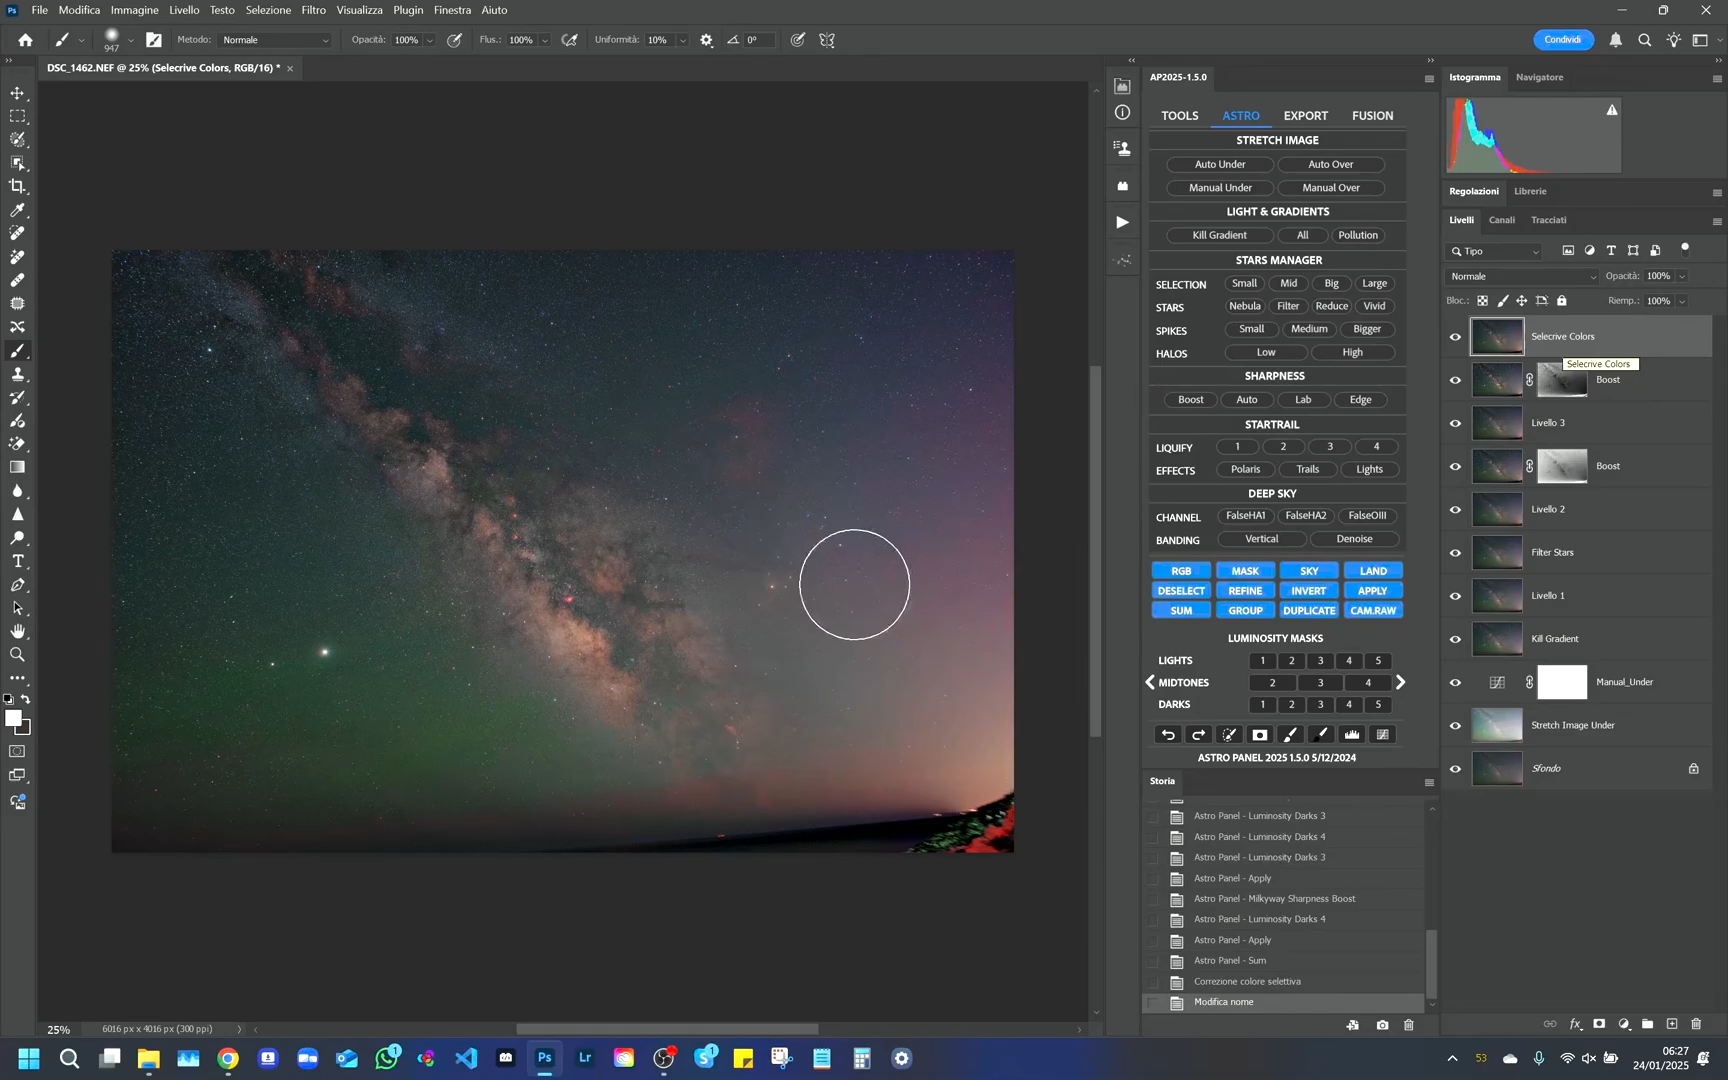 Ps File Modifica Immagine Livello Testo Selezione Filtro Visualizza Plugin Finestra Aiuto
947 Metodo: Normale Opacità: 100% Flus.: 100% Uniformità: 10% 0° Condividi
DSC_1462.NEF @ 25% (Selecrive Colors, RGB/16) *
AP2025-1.5.0
TOOLS ASTRO EXPORT FUSION
STRETCH IMAGE
Auto Under Auto Over
Manual Under Manual Over
LIGHT & GRADIENTS
Kill Gradient All Pollution
STARS MANAGER
SELECTION Small Mid Big Large
STARS Nebula Filter Reduce Vivid
SPIKES Small Medium Bigger
HALOS Low High
SHARPNESS
Boost Auto Lab Edge
STARTRAIL
LIQUIFY 1 2 3 4
EFFECTS Polaris Trails Lights
DEEP SKY
CHANNEL FalseHA1 FalseHA2 FalseOIII
BANDING Vertical Denoise
RGB MASK SKY LAND
DESELECT REFINE INVERT APPLY
SUM GROUP DUPLICATE CAM.RAW
LUMINOSITY MASKS
LIGHTS 1 2 3 4 5
MIDTONES 2 3 4
DARKS 1 2 3 4 5
ASTRO PANEL 2025 1.5.0 5/12/2024
Storia
Astro Panel - Luminosity Darks 3
Astro Panel - Luminosity Darks 4
Astro Panel - Luminosity Darks 3
Astro Panel - Apply
Astro Panel - Milkyway Sharpness Boost
Astro Panel - Luminosity Darks 4
Astro Panel - Apply
Astro Panel - Sum
Correzione colore selettiva
Modifica nome
Istogramma Navigatore
Regolazioni Librerie
Livelli Canali Tracciati
Tipo
Normale Opacità: 100%
Bloc.: Riemp.: 100%
Selecrive Colors
Selecrive Colors
Boost
Livello 3
Boost
Livello 2
Filter Stars
Livello 1
Kill Gradient
Manual_Under
Stretch Image Under
Sfondo
25% 6016 px x 4016 px (300 ppi)
Ps Lr 1 1 53
06:27
24/01/2025